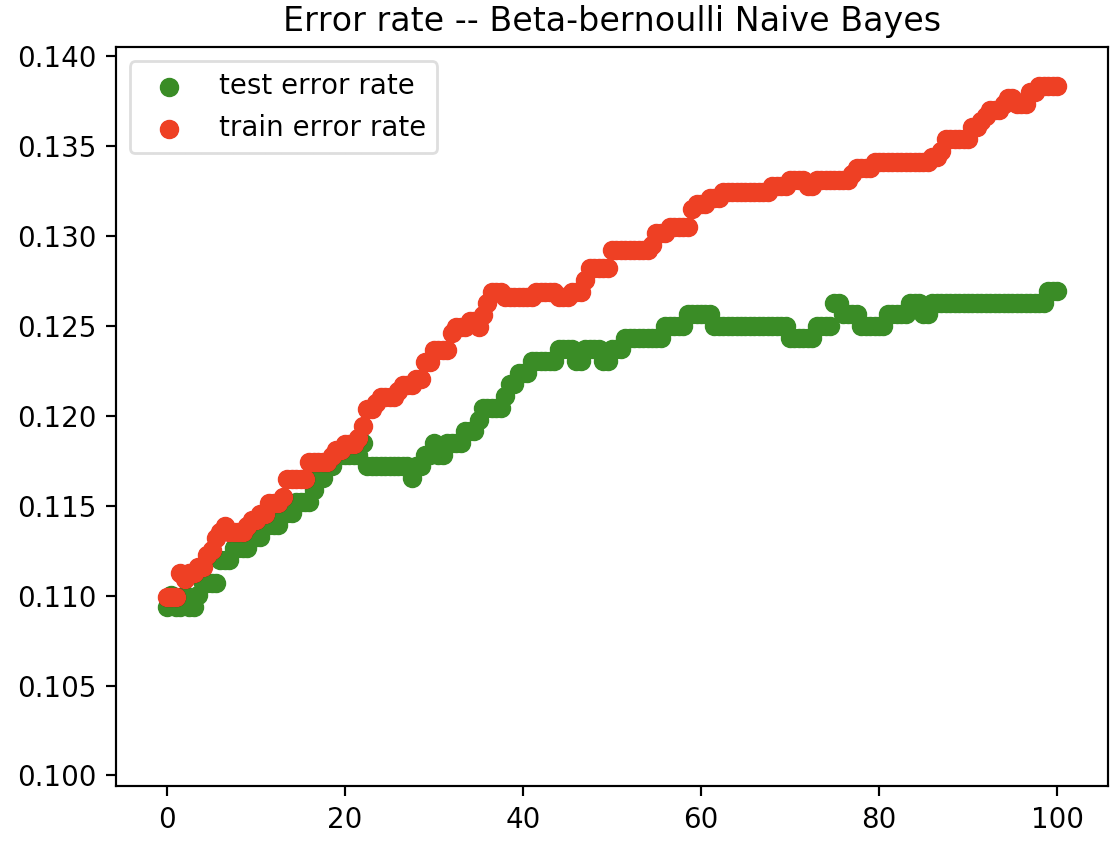 Error rate -- Beta-bernoulli Naive Bayes
test error rate
train error rate
0.140
0.135
0.130
0.125
0.120
0.115
0.110
0.105
0.100
0 20 40 60 80 100